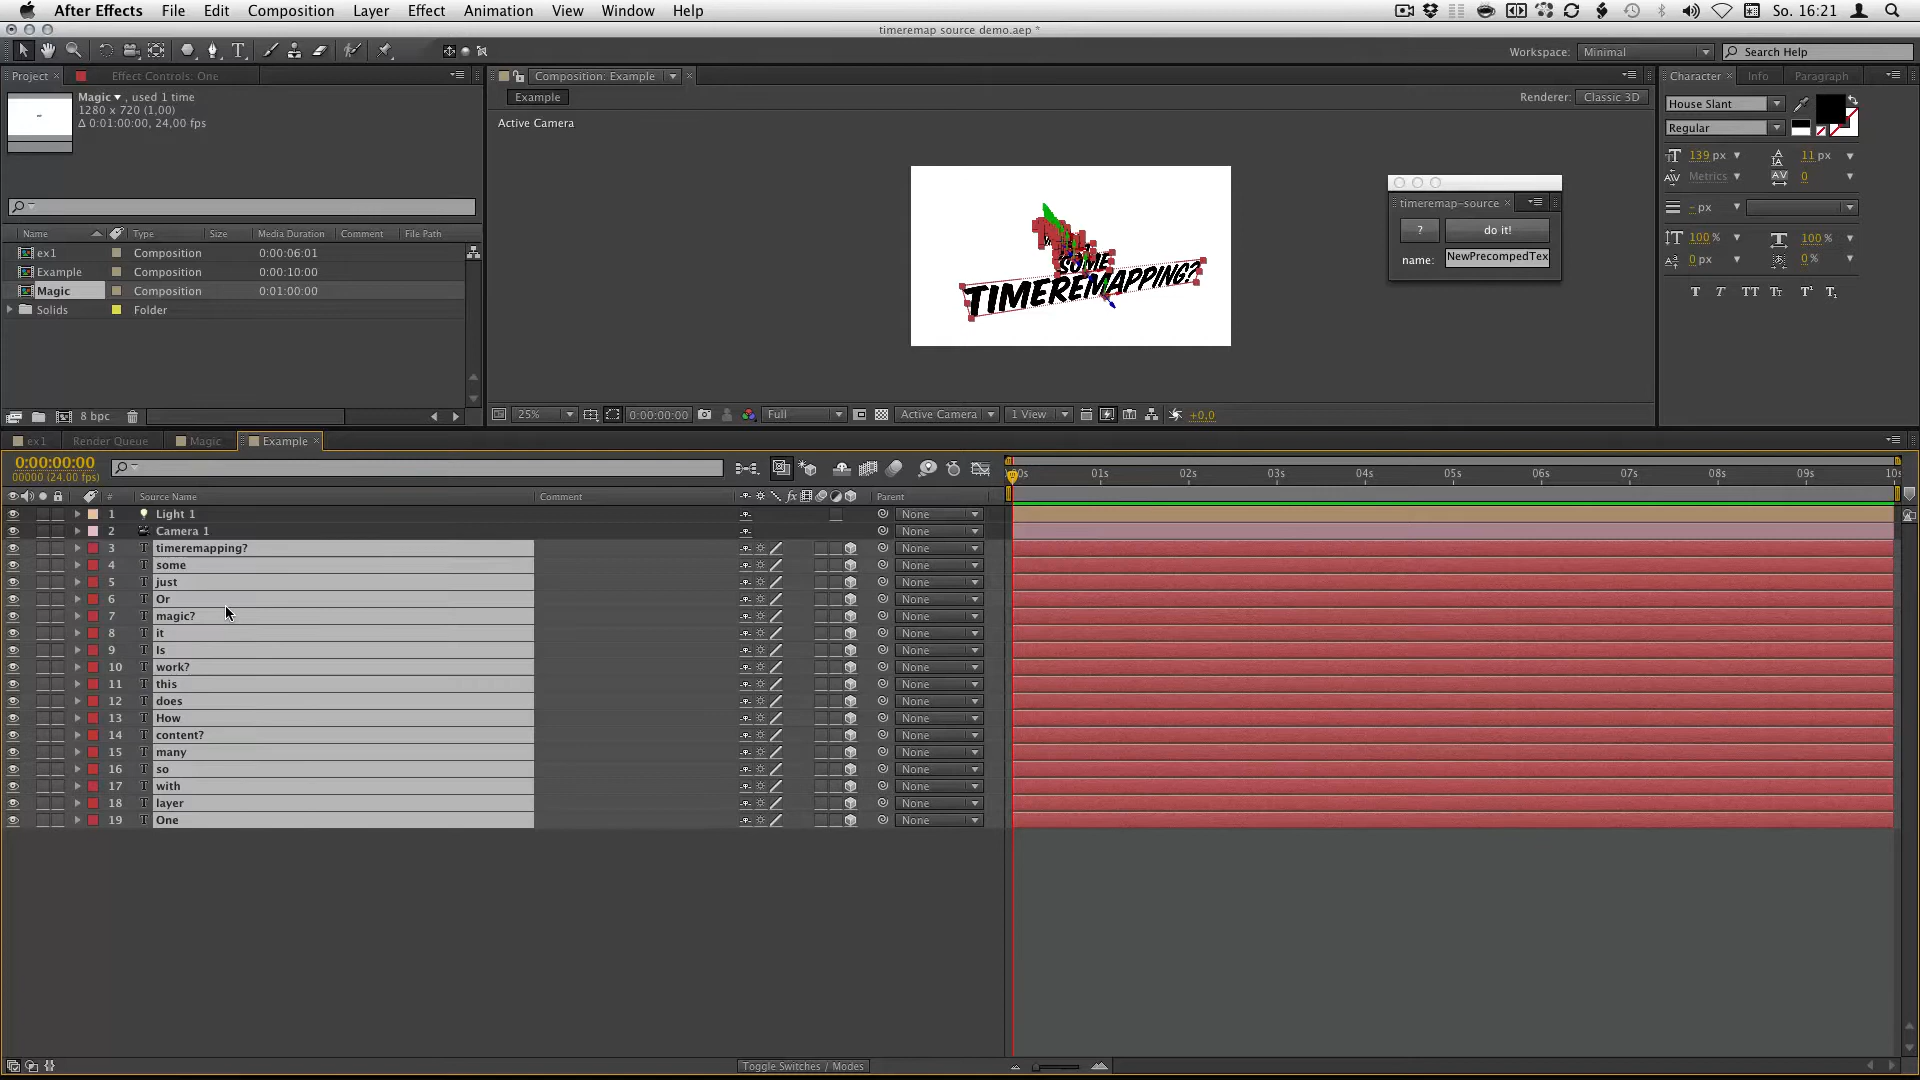 After Effects File Edit Composition Layer Effect Animation View Window Help So. 16:21
timeremap source demo.aep *
Workspace: Minimal Search Help
Project × Effect Controls: One Composition: Example × Character × Info Paragraph
Magic , used 1 time
1280 x 720 (1,00)
Δ 0:01:00:00, 24,00 fps
Example Renderer: Classic 3D
Active Camera
House Slant
Regular
139 px 11 px
Metrics 0
- px
100 % 100 %
0 px 0 %
T T TT Tr T¹ T₁
timeremap-source ×
? do it!
name: NewPrecompedTex
SOME
TIMEREMAPPING?
Name Type Size Media Duration Comment File Path
ex1 Composition 0:00:06:01
Example Composition 0:00:10:00
Magic Composition 0:01:00:00
Solids Folder
8 bpc
25% 0:00:00:00 Full Active Camera 1 View +0,0
ex1 Render Queue Magic Example ×
0:00:00:00
00000 (24.00 fps)
01s 02s 03s 04s 05s 06s 07s 08s 09s 10s
# Source Name Comment fx Parent
1 Light 1 None
2 Camera 1 None
3 T timeremapping? None
4 T some None
5 T just None
6 T Or None
7 T magic? None
8 T it None
9 T Is None
10 T work? None
11 T this None
12 T does None
13 T How None
14 T content? None
15 T many None
16 T so None
17 T with None
18 T layer None
19 T One None
Toggle Switches / Modes